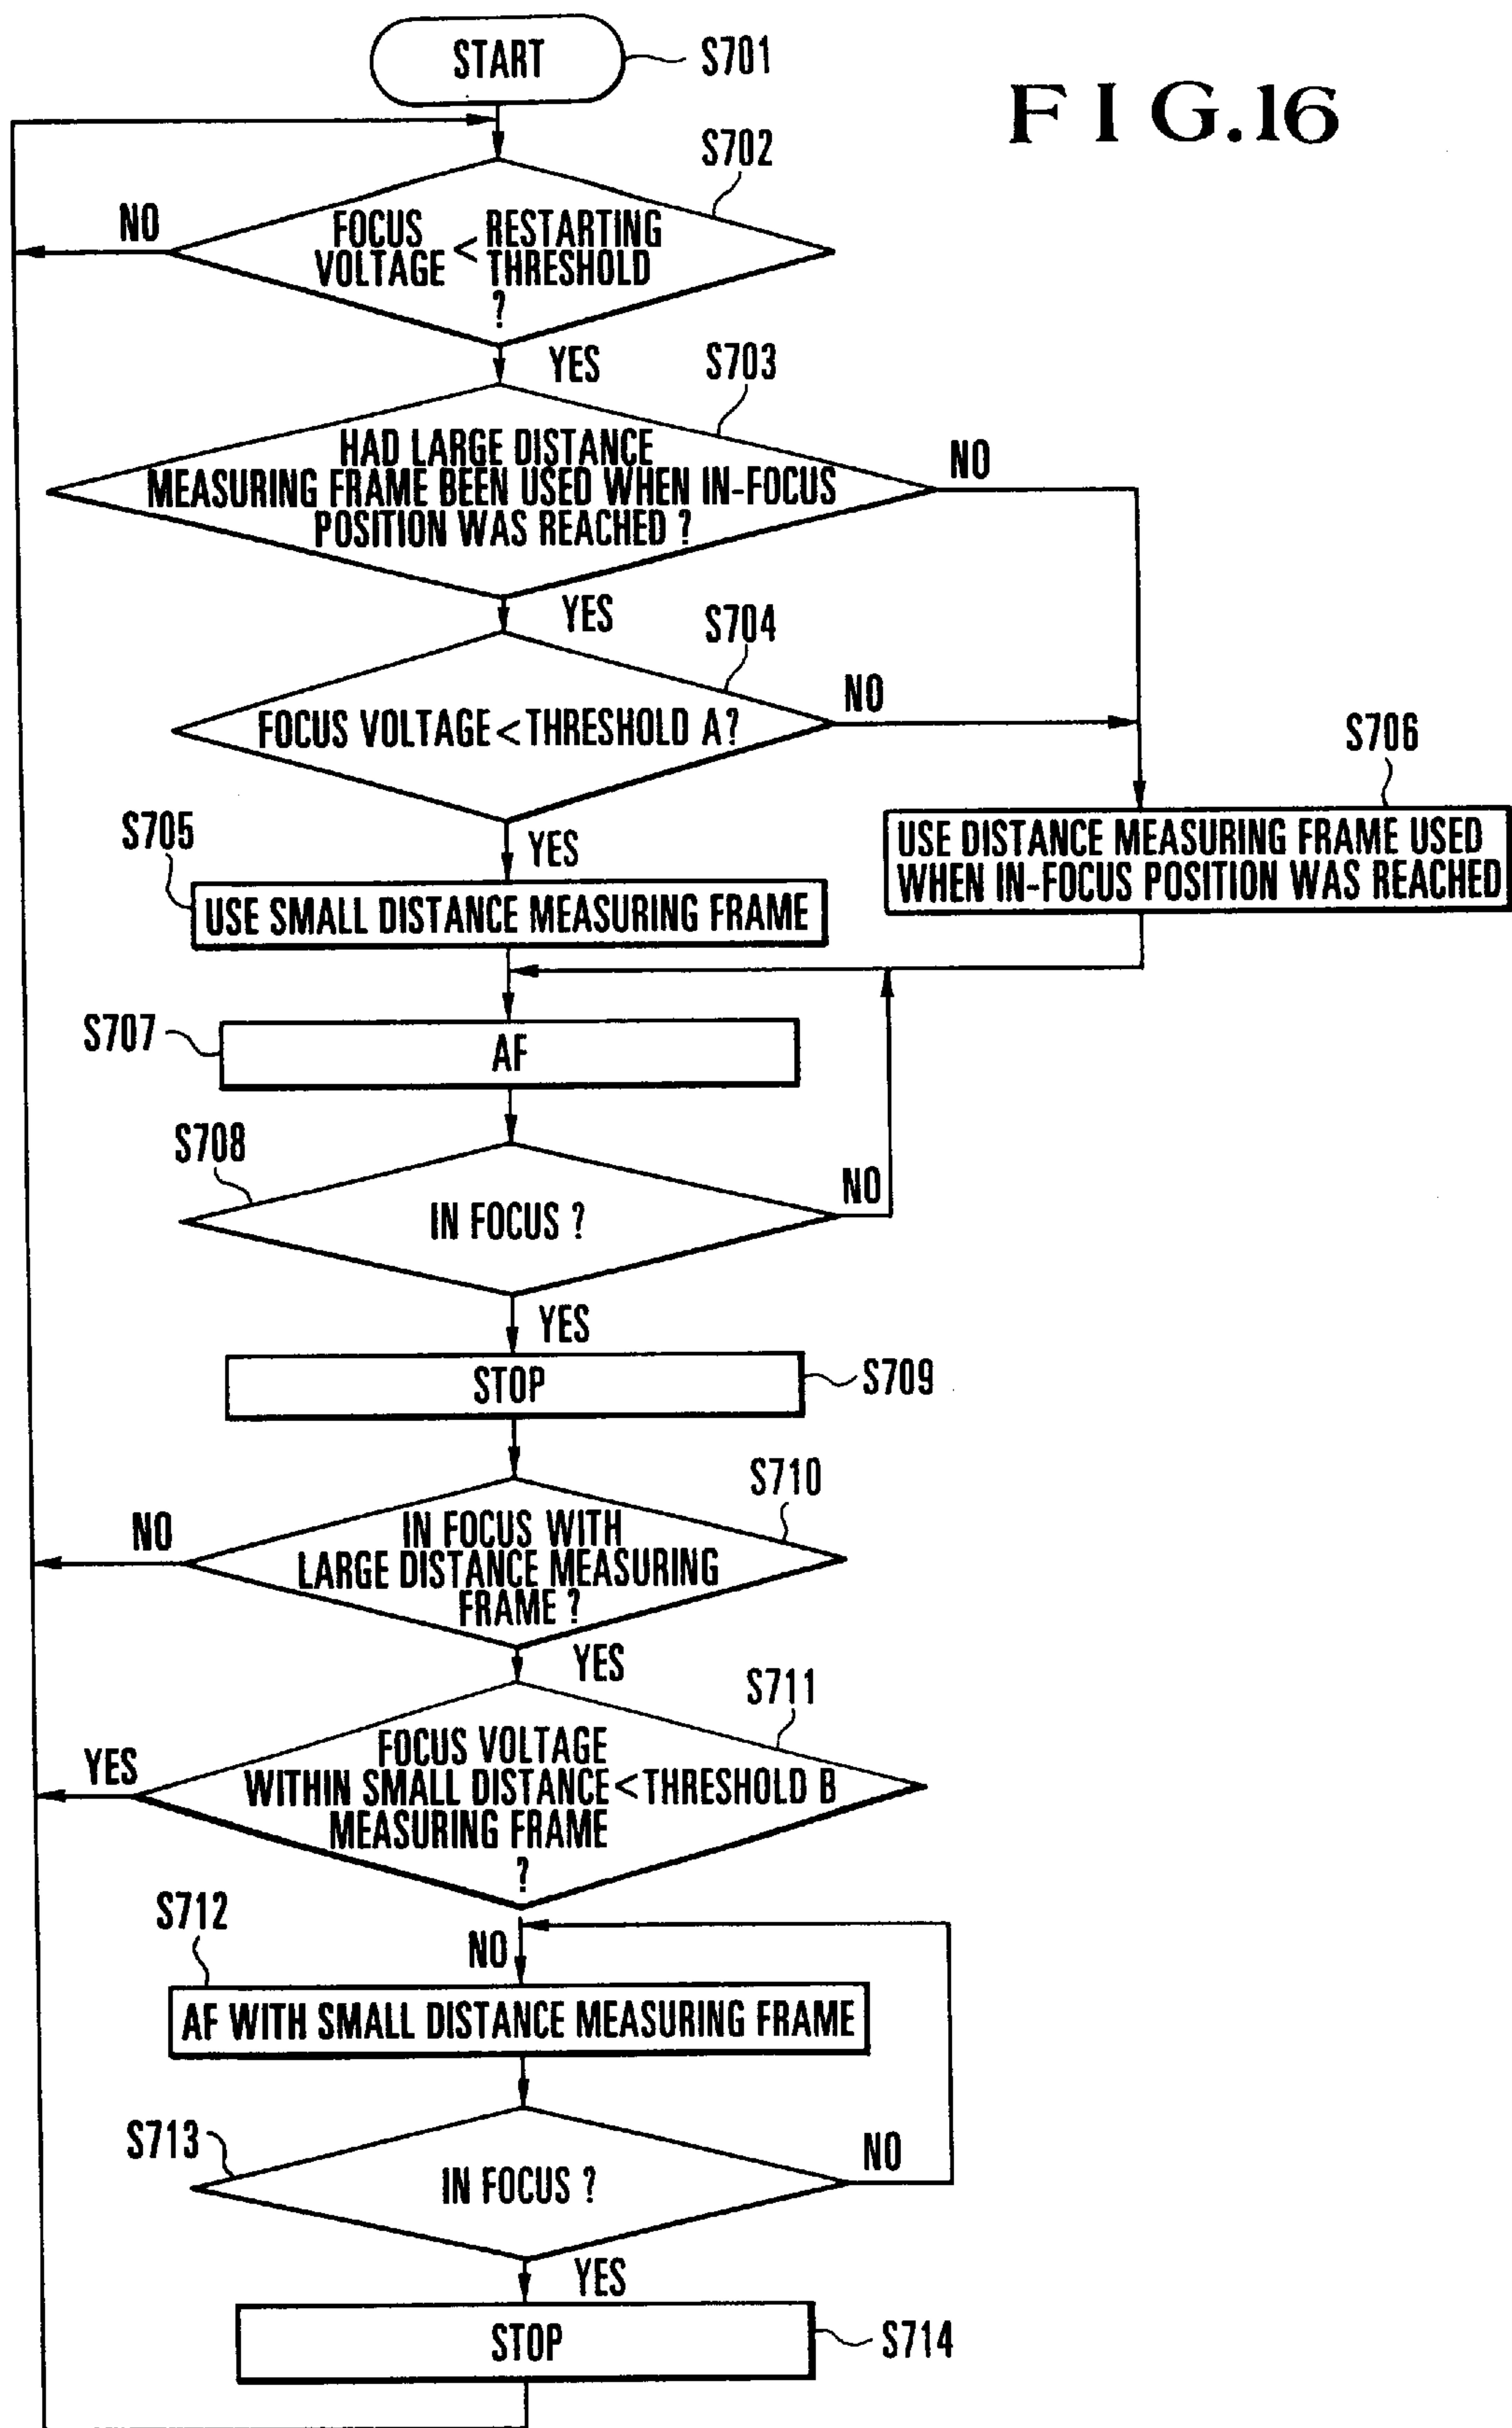 START
S701
FIG.16
S702
NO
FOCUS VOLTAGE < RESTARTING THRESHOLD
?
YES
S703
HAD LARGE DISTANCE
MEASURING FRAME BEEN USED WHEN IN-FOCUS
POSITION WAS REACHED ?
NO
YES
S704
FOCUS VOLTAGE < THRESHOLD A?
NO
S706
USE DISTANCE MEASURING FRAME USED
WHEN IN-FOCUS POSITION WAS REACHED
S705
YES
USE SMALL DISTANCE MEASURING FRAME
S707
AF
S708
IN FOCUS ?
NO
YES
STOP
S709
S710
NO
IN FOCUS WITH
LARGE DISTANCE MEASURING
FRAME ?
YES
S711
YES
FOCUS VOLTAGE
WITHIN SMALL DISTANCE < THRESHOLD B
MEASURING FRAME
?
S712
NO
AF WITH SMALL DISTANCE MEASURING FRAME
S713
IN FOCUS ?
NO
YES
STOP
S714